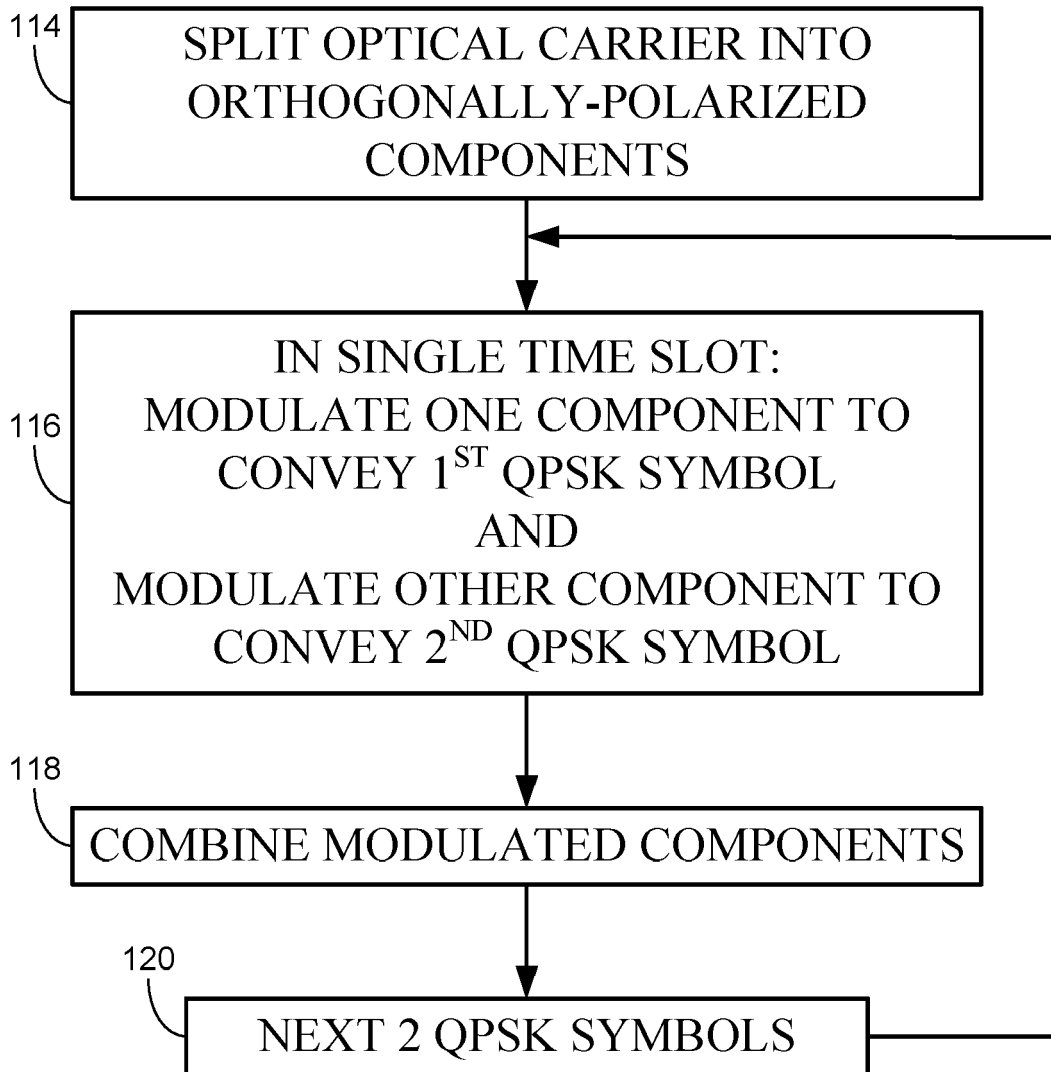 114
SPLIT OPTICAL CARRIER INTO
ORTHOGONALLY-POLARIZED
COMPONENTS
116
IN SINGLE TIME SLOT:
MODULATE ONE COMPONENT TO
CONVEY 1ST QPSK SYMBOL
AND
MODULATE OTHER COMPONENT TO
CONVEY 2ND QPSK SYMBOL
118
COMBINE MODULATED COMPONENTS
120
NEXT 2 QPSK SYMBOLS